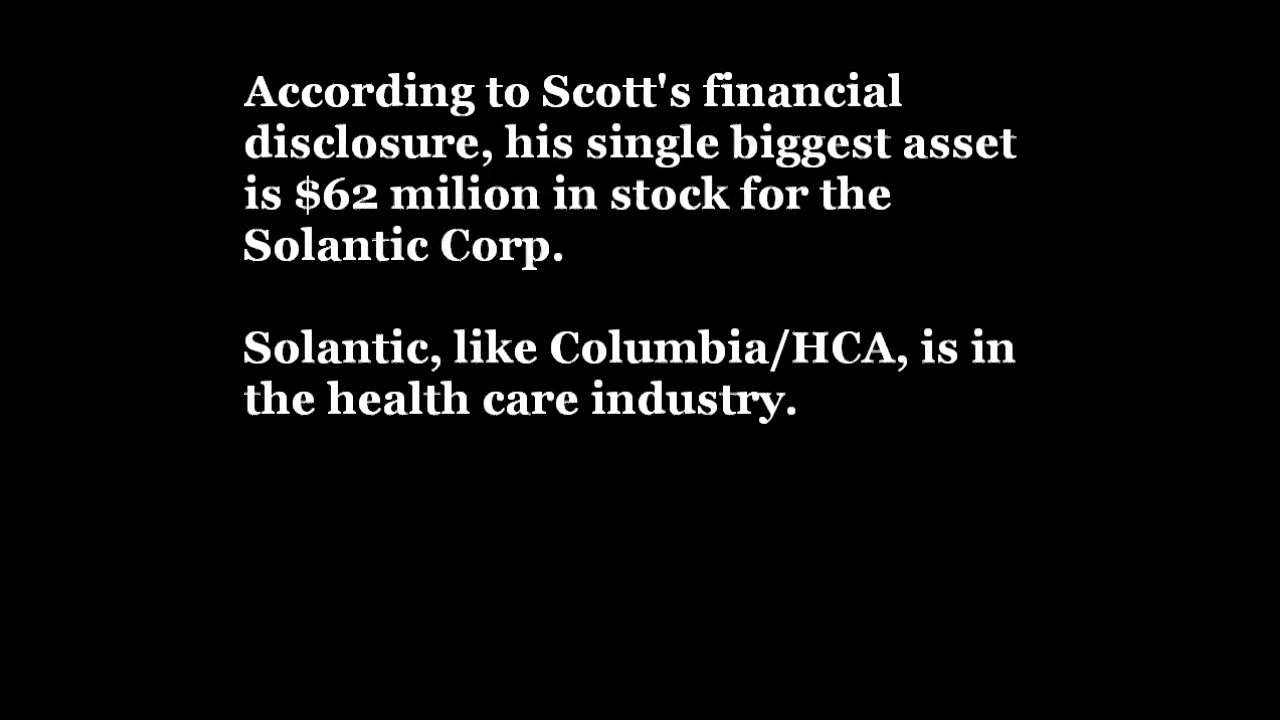 According to Scott's financial
disclosure, his single biggest asset
is $62 milion in stock for the
Solantic Corp.
Solantic, like Columbia/HCA, is in
the health care industry.